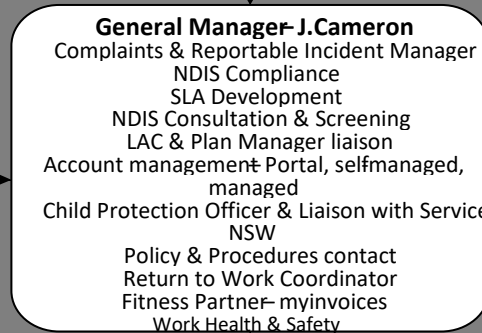 General Manager- J.Cameron
Complaints & Reportable Incident Manager
NDIS Compliance
SLA Development
NDIS Consultation & Screening
LAC & Plan Manager liaison
Account management- Portal, selfmanaged,
managed
Child Protection Officer & Liaison with Service
NSW
Policy & Procedures contact
Return to Work Coordinator
Fitness Partner- myinvoices
Work Health & Safety